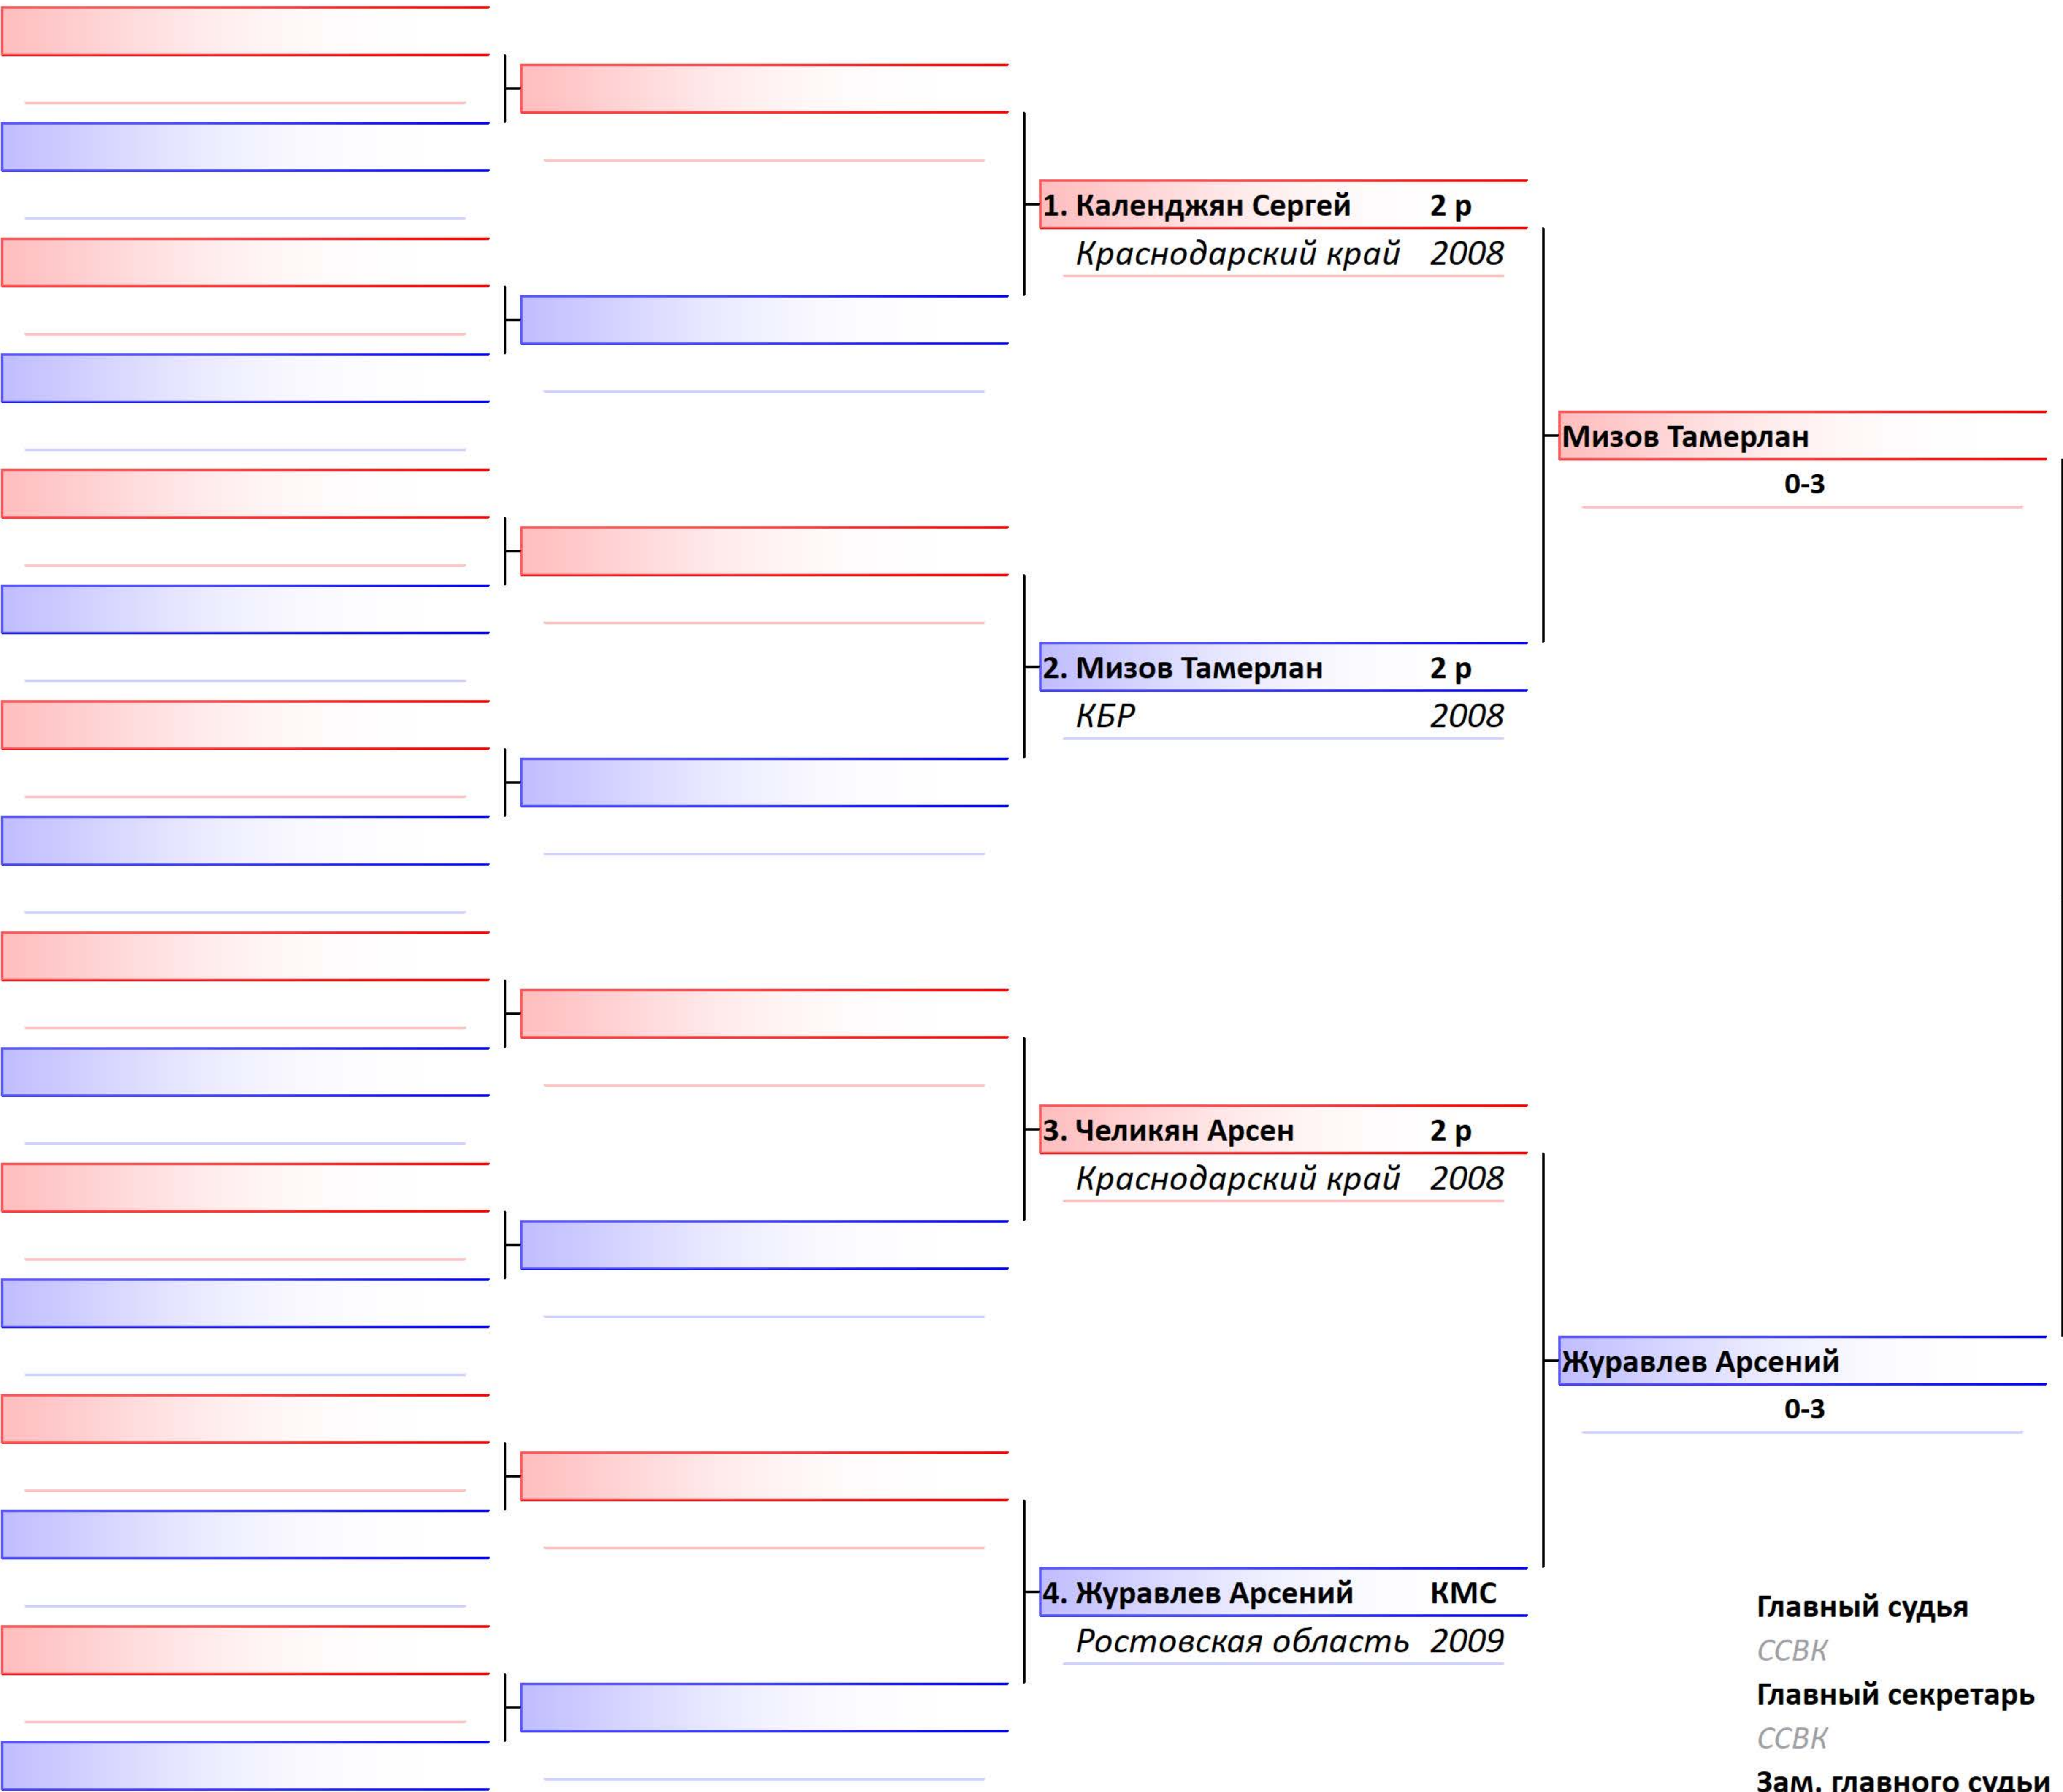 1. Календжян Сергей 2 р
Краснодарский край 2008
Мизов Тамерлан
0-3
2. Мизов Тамерлан 2 р
КБР 2008
3. Челикян Арсен 2 р
Краснодарский край 2008
Журавлев Арсений
0-3
4. Журавлев Арсений КМС
Ростовская область 2009
Главный судья
ССВК
Главный секретарь
ССВК
Зам. главного судьи